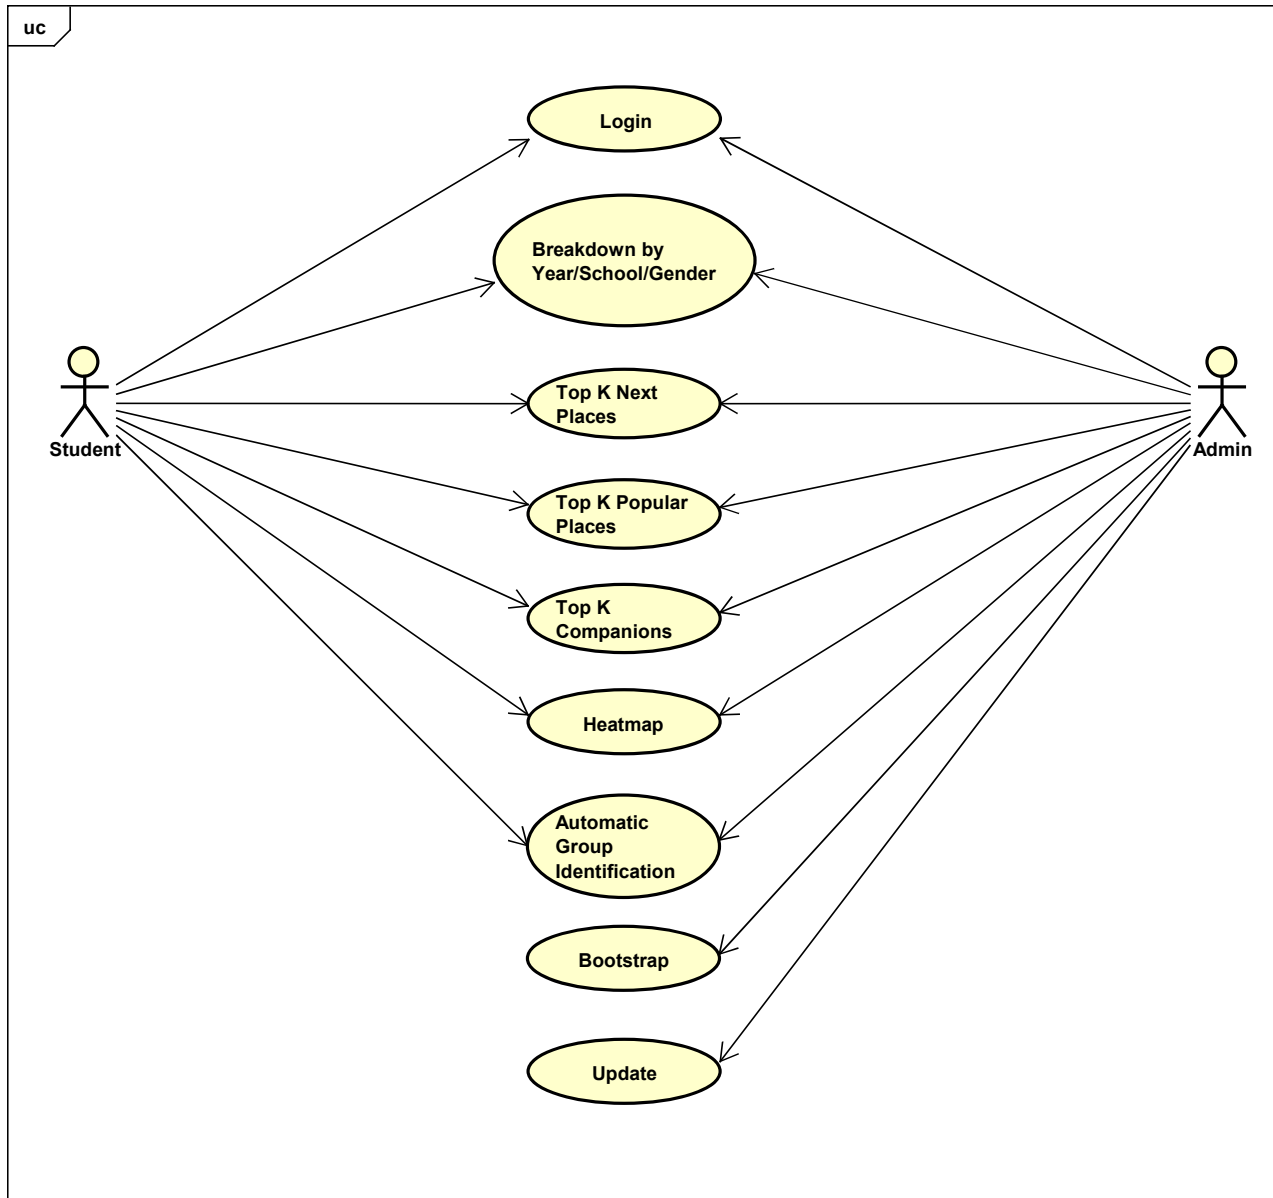 uc
Login
Breakdown by
Year/School/Gender
Top K Next
Places
Student
Admin
Top K Popular
Places
Top K
Companions
Heatmap
Automatic
Group
Identification
Bootstrap
Update